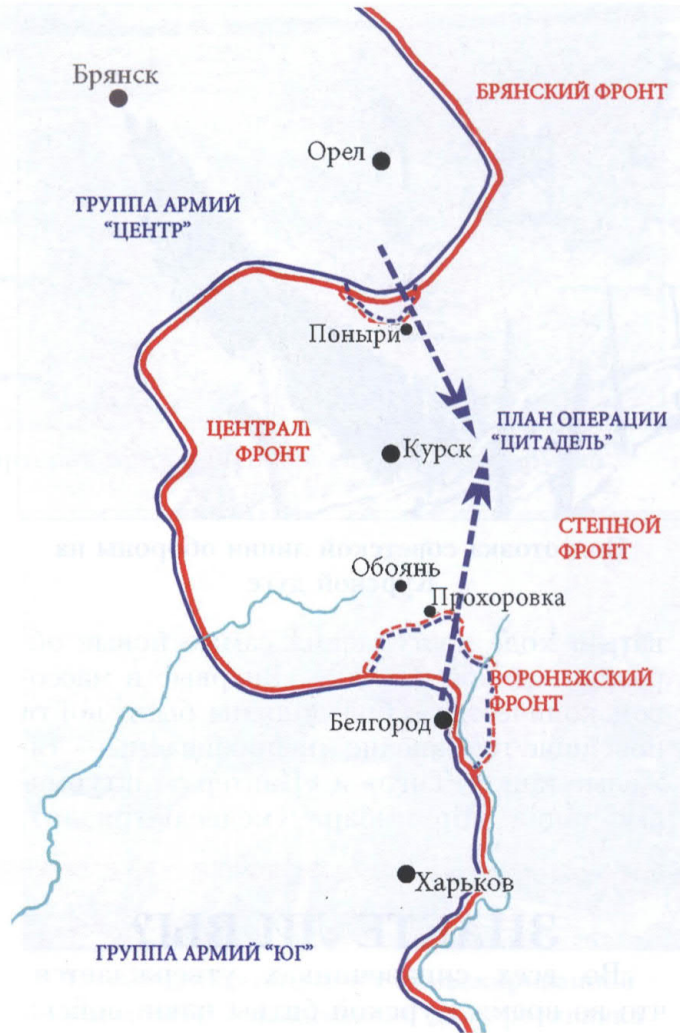 Брянск
БРЯНСКИЙ ФРОНТ
Орел
ГРУППА АРМИЙ
“ЦЕНТР”
Поныри
ПЛАН ОПЕРАЦИИ
“ЦИТАДЕЛЬ”
ЦЕНТРАЛ
ФРОНТ
Курск
СТЕПНОЙ
ФРОНТ
Обоянь
Прохоровка
ВОРОНЕЖСКИЙ
ФРОНТ
Белгород
Харьков
ГРУППА АРМИЙ “ЮГ”